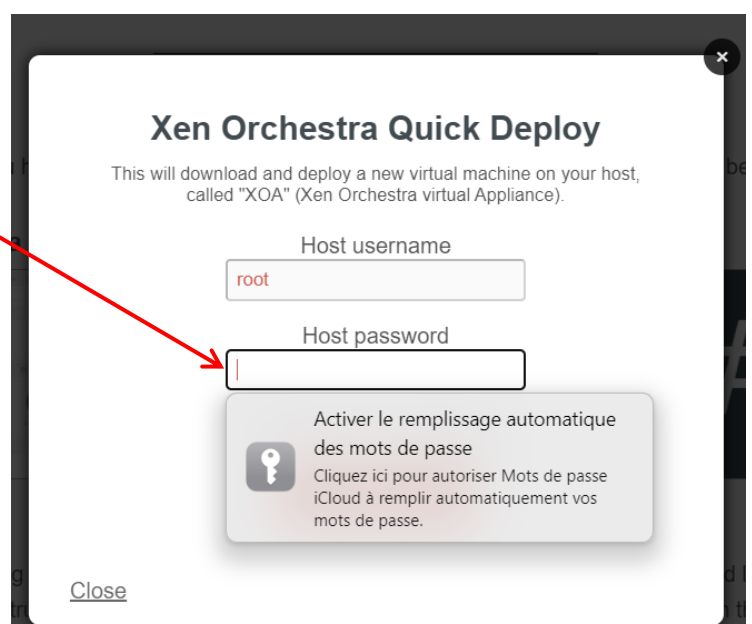 Xen Orchestra Quick Deploy
This will download and deploy a new virtual machine on your host,
called "XOA" (Xen Orchestra virtual Appliance).
Host username
root
Host password
Activer le remplissage automatique
des mots de passe
Cliquez ici pour autoriser Mots de passe
iCloud à remplir automatiquement vos
mots de passe.
Close